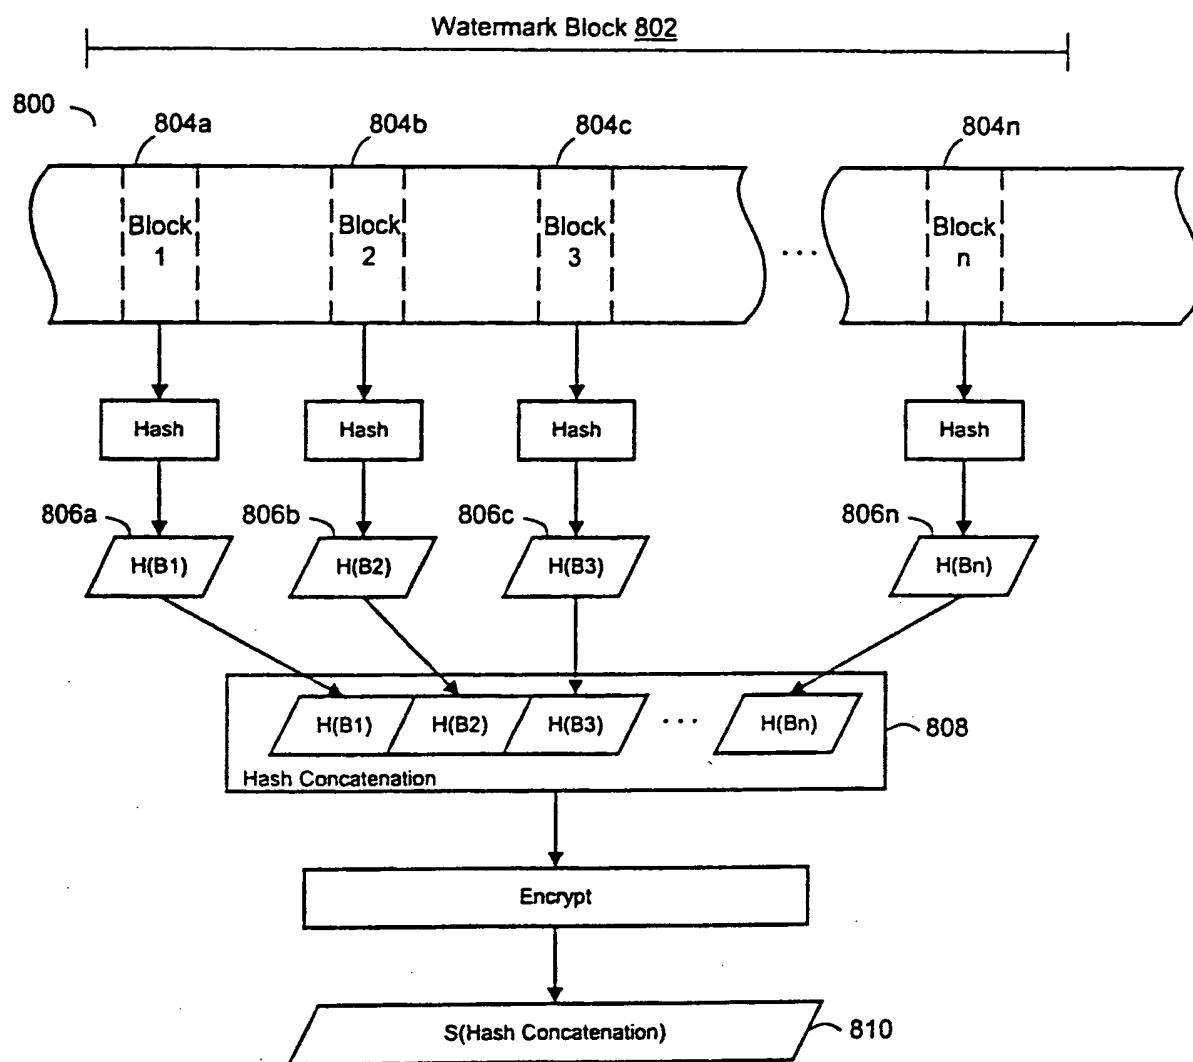 Watermark Block 802
800
804a 804b 804c 804n
Block 1 Block 2 Block 3 ... Block n
Hash Hash Hash Hash
806a 806b 806c 806n
H(B1) H(B2) H(B3) H(Bn)
H(B1) H(B2) H(B3) ... H(Bn)
808
Hash Concatenation
Encrypt
S(Hash Concatenation)
810